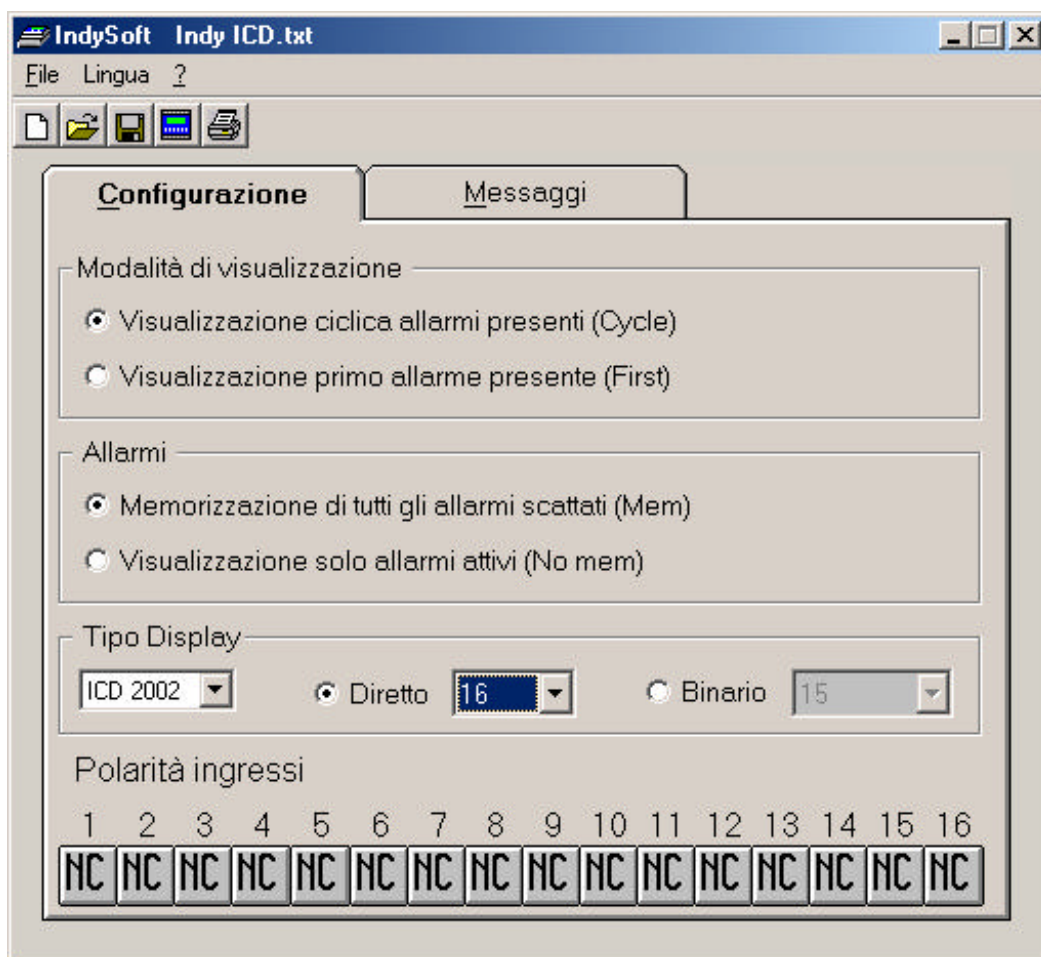 IndySoft Indy ICD.txt
File Lingua ?
Configurazione Messaggi
Modalità di visualizzazione
Visualizzazione ciclica allarmi presenti (Cycle)
Visualizzazione primo allarme presente (First)
Allarmi
Memorizzazione di tutti gli allarmi scattati (Mem)
Visualizzazione solo allarmi attivi (No mem)
Tipo Display
ICD 2002 Diretto 16 Binario 15
Polarità ingressi
1 2 3 4 5 6 7 8 9 10 11 12 13 14 15 16
NC NC NC NC NC NC NC NC NC NC NC NC NC NC NC NC